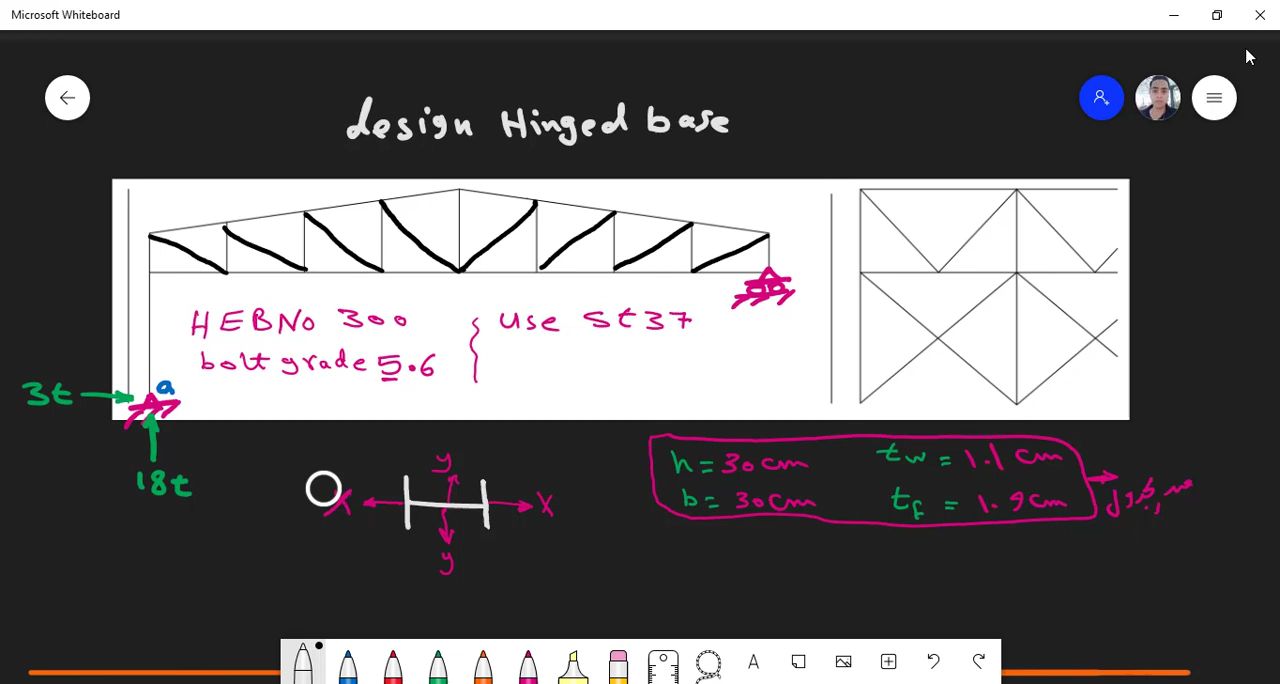 Microsoft Whiteboard
design Hinged base
HEBNo 300
bolt grade 5.6
use st37
a
3t
18t
y
X X
y
h = 30 cm tw = 1.1 cm
b = 30 cm tf = 1.9 cm
A